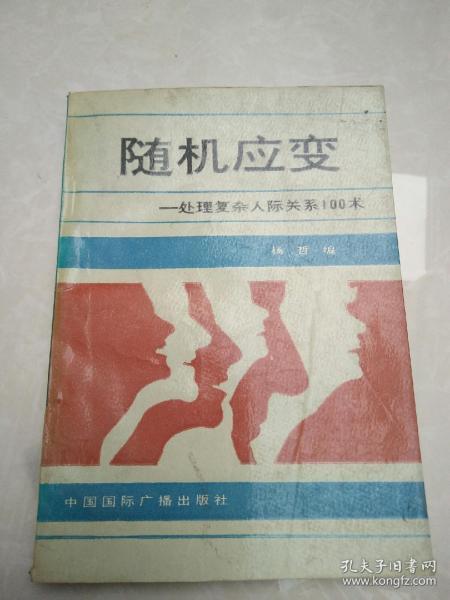 随机应变
—处理复杂人际关系100术
杨哲编
中国国际广播出版社
孔夫子旧书网
www.kongfz.com